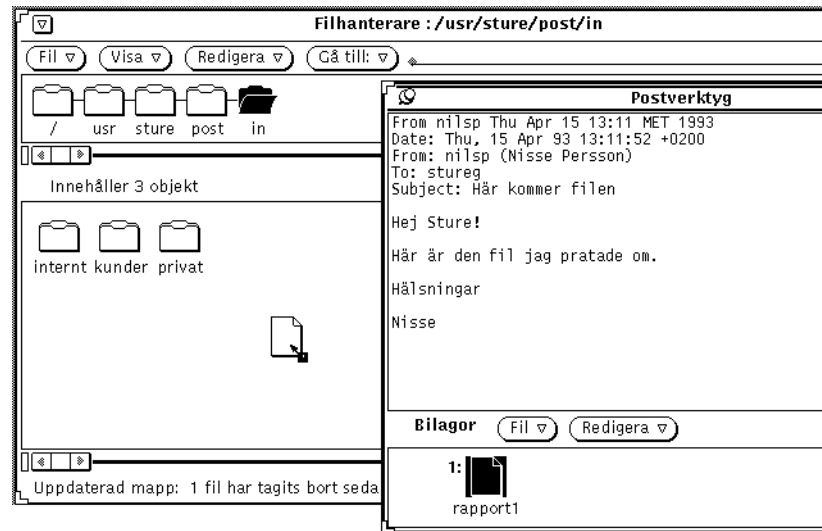 Filhanterare : /usr/sture/post/in
Fil Visa Redigera Gå till:
/ usr sture post in
Innehåller 3 objekt
internt kunder privat
Uppdaterad mapp: 1 fil har tagits bort seda
Postverktyg
From nilsp Thu Apr 15 13:11 MET 1993
Date: Thu, 15 Apr 93 13:11:52 +0200
From: nilsp (Nisse Persson)
To: stureg
Subject: Här kommer filen
Hej Sture!
Här är den fil jag pratade om.
Hälsningar
Nisse
Bilagor Fil Redigera
1:
rapport1